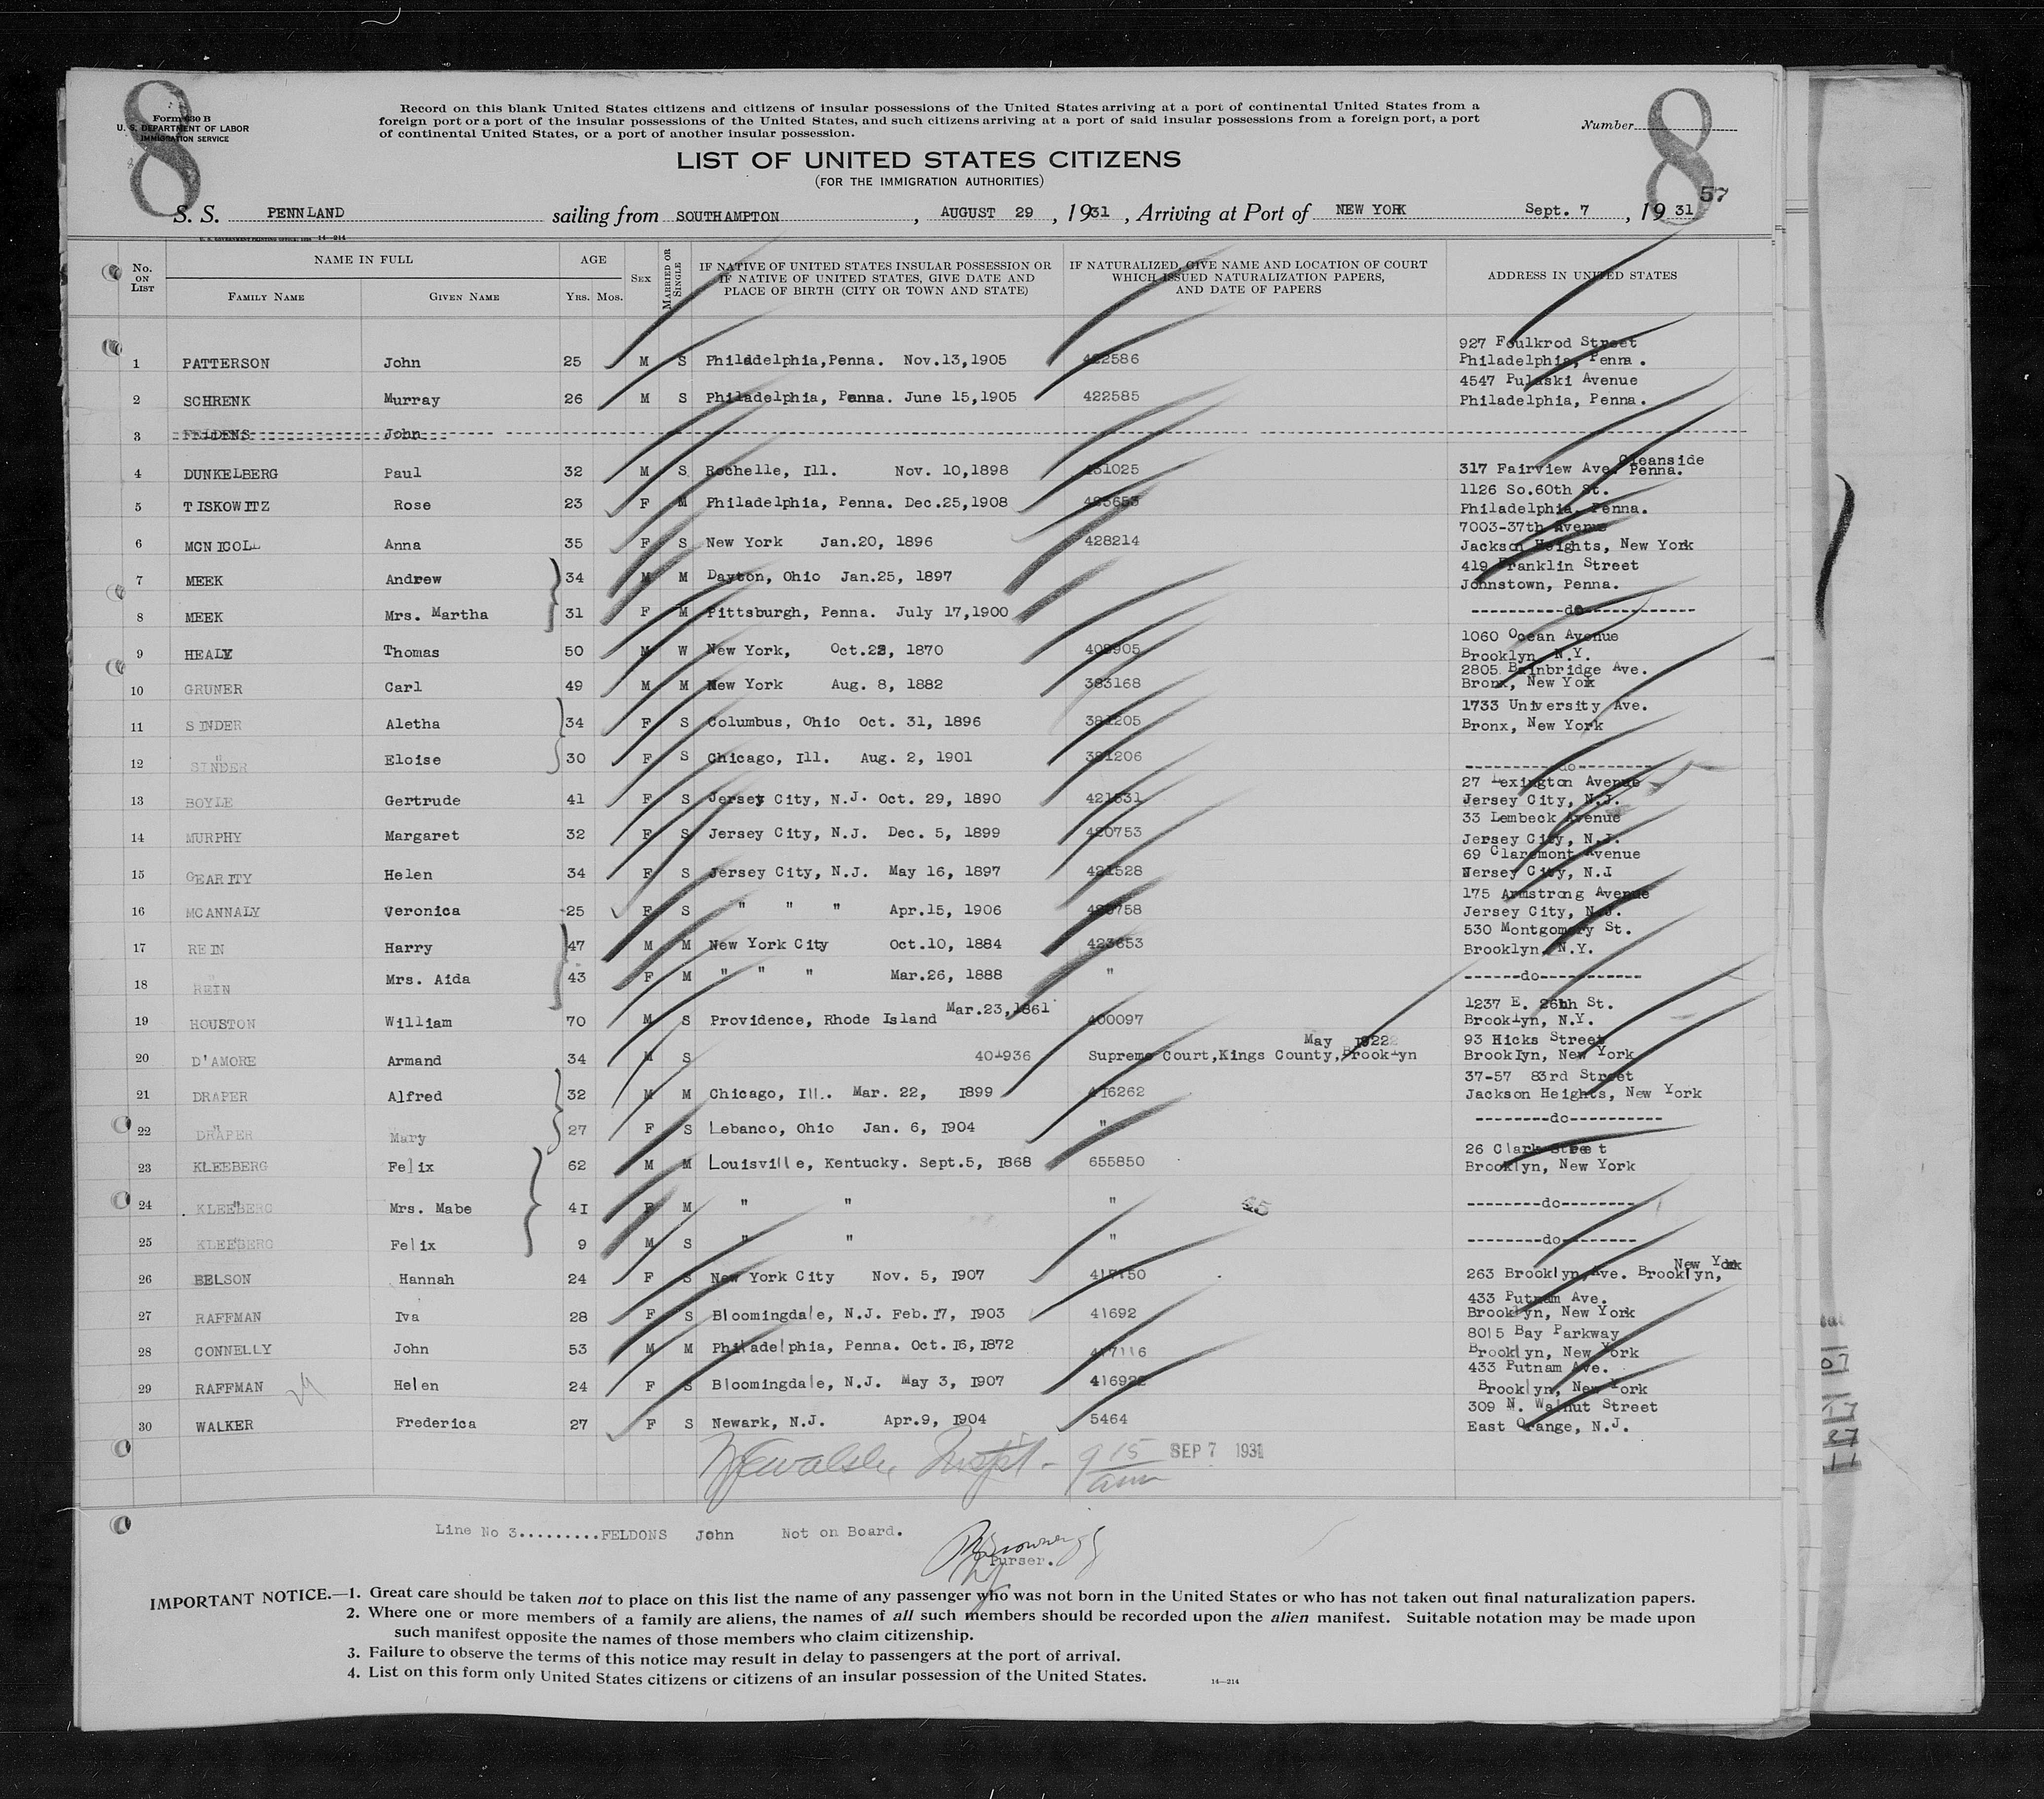 8
8
Form 630 B
U. S. DEPARTMENT OF LABOR
IMMIGRATION SERVICE
Record on this blank United States citizens and citizens of insular possessions of the United States arriving at a port of continental United States from a
foreign port or a port of the insular possessions of the United States, and such citizens arriving at a port of said insular possessions from a foreign port, a port
of continental United States, or a port of another insular possession.
Number
LIST OF UNITED STATES CITIZENS
(FOR THE IMMIGRATION AUTHORITIES)
57
S. S. PENNLAND sailing from SOUTHAMPTON, AUGUST 29, 1931, Arriving at Port of NEW YORK Sept. 7, 1931
U. S. GOVERNMENT PRINTING OFFICE: 14—214
No. ON LIST
NAME IN FULL
FAMILY NAME GIVEN NAME
AGE
YRS. MOS.
SEX
MARRIED OR SINGLE
IF NATIVE OF UNITED STATES INSULAR POSSESSION OR
IF NATIVE OF UNITED STATES, GIVE DATE AND
PLACE OF BIRTH (CITY OR TOWN AND STATE)
IF NATURALIZED, GIVE NAME AND LOCATION OF COURT
WHICH ISSUED NATURALIZATION PAPERS,
AND DATE OF PAPERS
ADDRESS IN UNITED STATES
1 PATTERSON John 25 M S Philadelphia,Penna. Nov.13,1905 422586 927 Foulkrod Street
Philadelphia, Penna.
2 SCHRENK Murray 26 M S Philadelphia, Penna. June 15,1905 422585 4547 Pulaski Avenue
Philadelphia, Penna.
3 FELDENS John
4 DUNKELBERG Paul 32 M S Rochelle, Ill. Nov. 10,1898 431025 317 Fairview Ave. Penna.
5 TISKOWITZ Rose 23 F M Philadelphia, Penna. Dec.25,1908 1126 So.60th St.
Philadelphia, Penna.
6 MCNICOLL Anna 35 F S New York Jan.20, 1896 428214 7003-37th Avenue
Jackson Heights, New York
7 MEEK Andrew 34 M M Dayton, Ohio Jan.25, 1897 419 Franklin Street
Johnstown, Penna.
8 MEEK Mrs. Martha 31 F M Pittsburgh, Penna. July 17,1900 ----------do------------
9 HEALY Thomas 50 M W New York, Oct.23, 1870 1060 Ocean Avenue
Brooklyn N.Y.
10 GRUNER Carl 49 M M New York Aug. 8, 1882 383168 2805 Bainbridge Ave.
Bronx, New Yok
11 SINDER Aletha 34 F S Columbus, Ohio Oct. 31, 1896 381205 1733 University Ave.
Bronx, New York
12 SINDER Eloise 30 F S Chicago, Ill. Aug. 2, 1901 381206 ----------do---------
13 BOYLE Gertrude 41 F S Jersey City, N.J. Oct. 29, 1890 27 Lexington Avenue
Jersey City, N.J.
14 MURPHY Margaret 32 F S Jersey City, N.J. Dec. 5, 1899 420753 33 Lembeck Avenue
Jersey City, N.J.
15 GEARITY Helen 34 F S Jersey City, N.J. May 16, 1897 421528 69 Claremont Avenue
Nersey City, N.J
16 MCANNALY Veronica 25 F S " " " Apr.15, 1906 175 Armstrong Avenue
Jersey City, N.J.
17 REIN Harry 47 M M New York City Oct.10, 1884 423653 530 Montgomery St.
Brooklyn, N.Y.
18 REIN Mrs. Aida 43 F M " " " Mar.26, 1888 " ------do-----------
19 HOUSTON William 70 M S Providence, Rhode Island Mar.23,1861 400097 1237 E. 26th St.
Brooklyn, N.Y.
20 D'AMORE Armand 34 M S 401936 Supreme Court,Kings County,Brooklyn May 1922 93 Hicks Street
Brooklyn, New York
21 DRAPER Alfred 32 M M Chicago, Ill. Mar. 22, 1899 416262 37-57 83rd Street
Jackson Heights, New York
22 DRAPER Mary 27 F S Lebanco, Ohio Jan. 6, 1904 " --------do----------
23 KLEEBERG Felix 62 M M Louisville, Kentucky. Sept.5, 1868 655850 26 Clark Street
Brooklyn, New York
24 KLEEBERG Mrs. Mabe 41 F M " " " --------do--------
25 KLEEBERG Felix 9 M S " " " --------do--------
26 BELSON Hannah 24 F S New York City Nov. 5, 1907 417150 263 Brooklyn,Ave. Brooklyn, New York
27 RAFFMAN Iva 28 F S Bloomingdale, N.J. Feb.17, 1903 41692 433 Putnam Ave.
Brooklyn, New York
28 CONNELLY John 53 M M Philadelphia, Penna. Oct.16,1872 417116 8015 Bay Parkway
Brooklyn, New York
29 RAFFMAN Helen 24 F S Bloomingdale, N.J. May 3, 1907 416922 433 Putnam Ave.
Brooklyn, New York
30 WALKER Frederica 27 F S Newark, N.J. Apr.9, 1904 5464 309 N. Walnut Street
East Orange, N.J.
9 15 am SEP 7 1931
Line No 3.........FELDONS John Not on Board.
Purser.
IMPORTANT NOTICE.—1. Great care should be taken not to place on this list the name of any passenger who was not born in the United States or who has not taken out final naturalization papers.
2. Where one or more members of a family are aliens, the names of all such members should be recorded upon the alien manifest. Suitable notation may be made upon
such manifest opposite the names of those members who claim citizenship.
3. Failure to observe the terms of this notice may result in delay to passengers at the port of arrival.
4. List on this form only United States citizens or citizens of an insular possession of the United States.
14—214